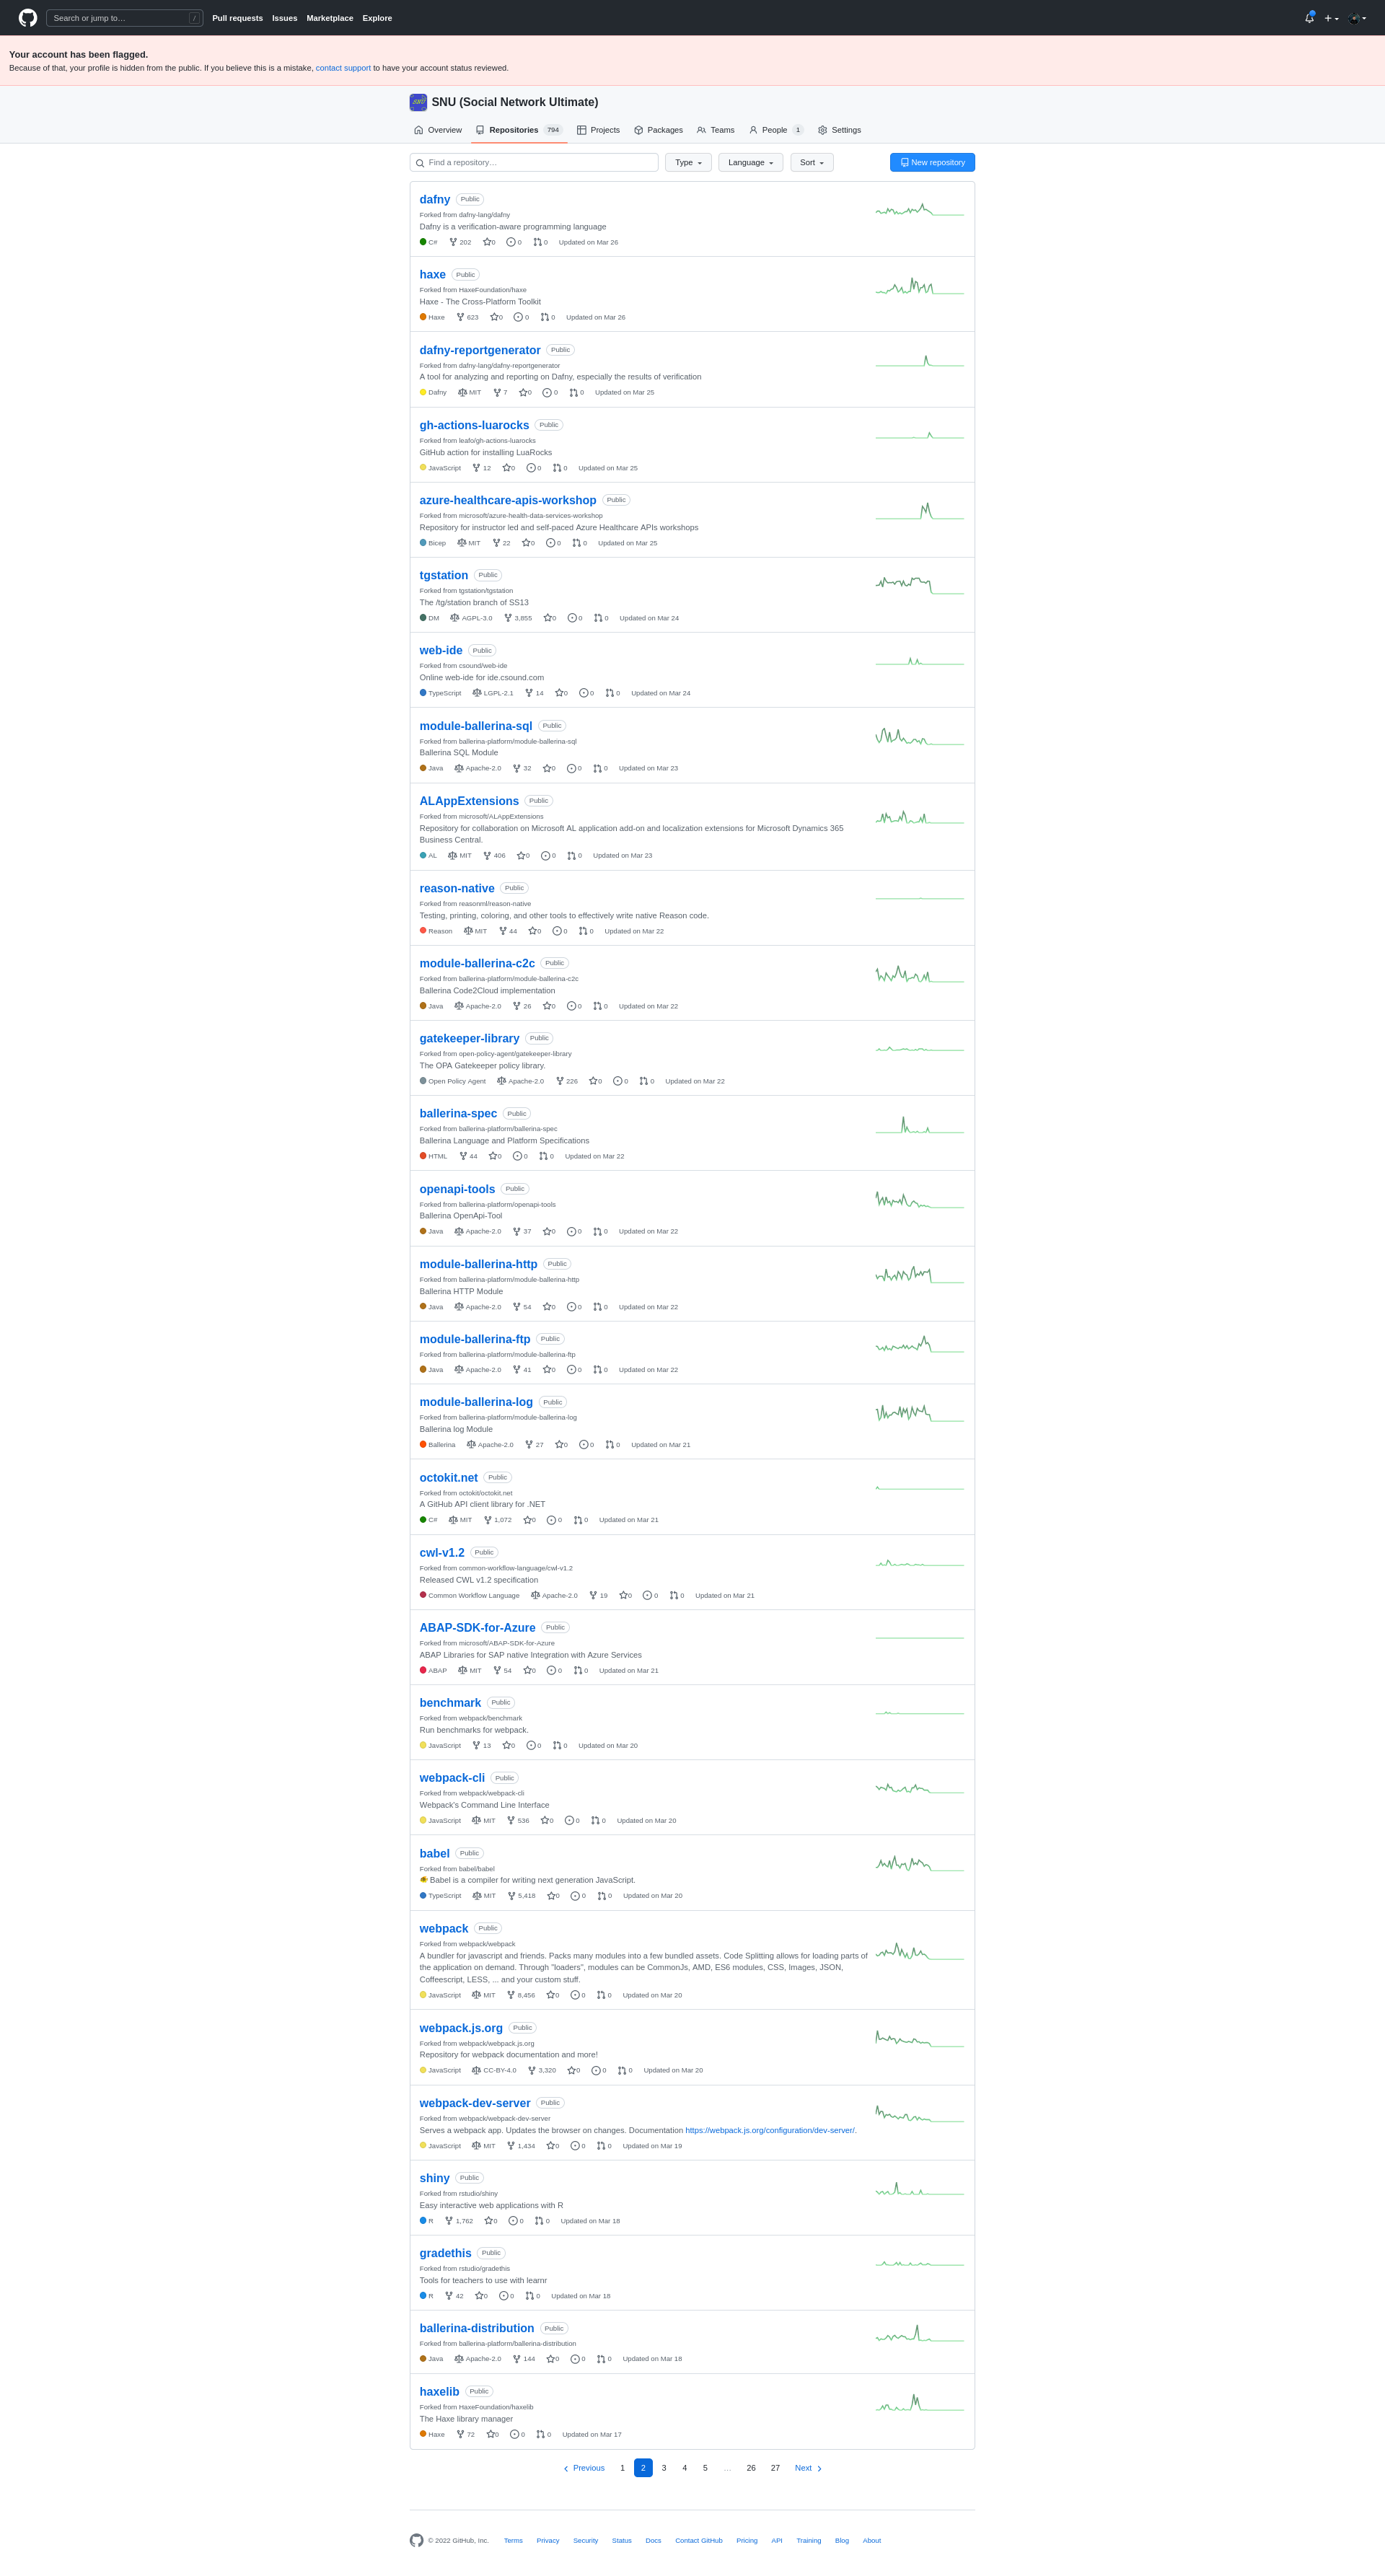 Search or jump to… /
Pull requests Issues Marketplace Explore
Your account has been flagged.
Because of that, your profile is hidden from the public. If you believe this is a mistake, contact support to have your account status reviewed.
SNU SNU (Social Network Ultimate)
Overview Repositories 794 Projects Packages Teams People 1 Settings
Find a repository… Type Language Sort New repository
dafny Public
Forked from dafny-lang/dafny
Dafny is a verification-aware programming language
C# 202 0 0 0 Updated on Mar 26
haxe Public
Forked from HaxeFoundation/haxe
Haxe - The Cross-Platform Toolkit
Haxe 623 0 0 0 Updated on Mar 26
dafny-reportgenerator Public
Forked from dafny-lang/dafny-reportgenerator
A tool for analyzing and reporting on Dafny, especially the results of verification
Dafny MIT 7 0 0 0 Updated on Mar 25
gh-actions-luarocks Public
Forked from leafo/gh-actions-luarocks
GitHub action for installing LuaRocks
JavaScript 12 0 0 0 Updated on Mar 25
azure-healthcare-apis-workshop Public
Forked from microsoft/azure-health-data-services-workshop
Repository for instructor led and self-paced Azure Healthcare APIs workshops
Bicep MIT 22 0 0 0 Updated on Mar 25
tgstation Public
Forked from tgstation/tgstation
The /tg/station branch of SS13
DM AGPL-3.0 3,855 0 0 0 Updated on Mar 24
web-ide Public
Forked from csound/web-ide
Online web-ide for ide.csound.com
TypeScript LGPL-2.1 14 0 0 0 Updated on Mar 24
module-ballerina-sql Public
Forked from ballerina-platform/module-ballerina-sql
Ballerina SQL Module
Java Apache-2.0 32 0 0 0 Updated on Mar 23
ALAppExtensions Public
Forked from microsoft/ALAppExtensions
Repository for collaboration on Microsoft AL application add-on and localization extensions for Microsoft Dynamics 365
Business Central.
AL MIT 406 0 0 0 Updated on Mar 23
reason-native Public
Forked from reasonml/reason-native
Testing, printing, coloring, and other tools to effectively write native Reason code.
Reason MIT 44 0 0 0 Updated on Mar 22
module-ballerina-c2c Public
Forked from ballerina-platform/module-ballerina-c2c
Ballerina Code2Cloud implementation
Java Apache-2.0 26 0 0 0 Updated on Mar 22
gatekeeper-library Public
Forked from open-policy-agent/gatekeeper-library
The OPA Gatekeeper policy library.
Open Policy Agent Apache-2.0 226 0 0 0 Updated on Mar 22
ballerina-spec Public
Forked from ballerina-platform/ballerina-spec
Ballerina Language and Platform Specifications
HTML 44 0 0 0 Updated on Mar 22
openapi-tools Public
Forked from ballerina-platform/openapi-tools
Ballerina OpenApi-Tool
Java Apache-2.0 37 0 0 0 Updated on Mar 22
module-ballerina-http Public
Forked from ballerina-platform/module-ballerina-http
Ballerina HTTP Module
Java Apache-2.0 54 0 0 0 Updated on Mar 22
module-ballerina-ftp Public
Forked from ballerina-platform/module-ballerina-ftp
Java Apache-2.0 41 0 0 0 Updated on Mar 22
module-ballerina-log Public
Forked from ballerina-platform/module-ballerina-log
Ballerina log Module
Ballerina Apache-2.0 27 0 0 0 Updated on Mar 21
octokit.net Public
Forked from octokit/octokit.net
A GitHub API client library for .NET
C# MIT 1,072 0 0 0 Updated on Mar 21
cwl-v1.2 Public
Forked from common-workflow-language/cwl-v1.2
Released CWL v1.2 specification
Common Workflow Language Apache-2.0 19 0 0 0 Updated on Mar 21
ABAP-SDK-for-Azure Public
Forked from microsoft/ABAP-SDK-for-Azure
ABAP Libraries for SAP native Integration with Azure Services
ABAP MIT 54 0 0 0 Updated on Mar 21
benchmark Public
Forked from webpack/benchmark
Run benchmarks for webpack.
JavaScript 13 0 0 0 Updated on Mar 20
webpack-cli Public
Forked from webpack/webpack-cli
Webpack's Command Line Interface
JavaScript MIT 536 0 0 0 Updated on Mar 20
babel Public
Forked from babel/babel
🐠 Babel is a compiler for writing next generation JavaScript.
TypeScript MIT 5,418 0 0 0 Updated on Mar 20
webpack Public
Forked from webpack/webpack
A bundler for javascript and friends. Packs many modules into a few bundled assets. Code Splitting allows for loading parts of
the application on demand. Through "loaders", modules can be CommonJs, AMD, ES6 modules, CSS, Images, JSON,
Coffeescript, LESS, ... and your custom stuff.
JavaScript MIT 8,456 0 0 0 Updated on Mar 20
webpack.js.org Public
Forked from webpack/webpack.js.org
Repository for webpack documentation and more!
JavaScript CC-BY-4.0 3,320 0 0 0 Updated on Mar 20
webpack-dev-server Public
Forked from webpack/webpack-dev-server
Serves a webpack app. Updates the browser on changes. Documentation https://webpack.js.org/configuration/dev-server/.
JavaScript MIT 1,434 0 0 0 Updated on Mar 19
shiny Public
Forked from rstudio/shiny
Easy interactive web applications with R
R 1,762 0 0 0 Updated on Mar 18
gradethis Public
Forked from rstudio/gradethis
Tools for teachers to use with learnr
R 42 0 0 0 Updated on Mar 18
ballerina-distribution Public
Forked from ballerina-platform/ballerina-distribution
Java Apache-2.0 144 0 0 0 Updated on Mar 18
haxelib Public
Forked from HaxeFoundation/haxelib
The Haxe library manager
Haxe 72 0 0 0 Updated on Mar 17
Previous 1 2 3 4 5 … 26 27 Next
© 2022 GitHub, Inc. Terms Privacy Security Status Docs Contact GitHub Pricing API Training Blog About